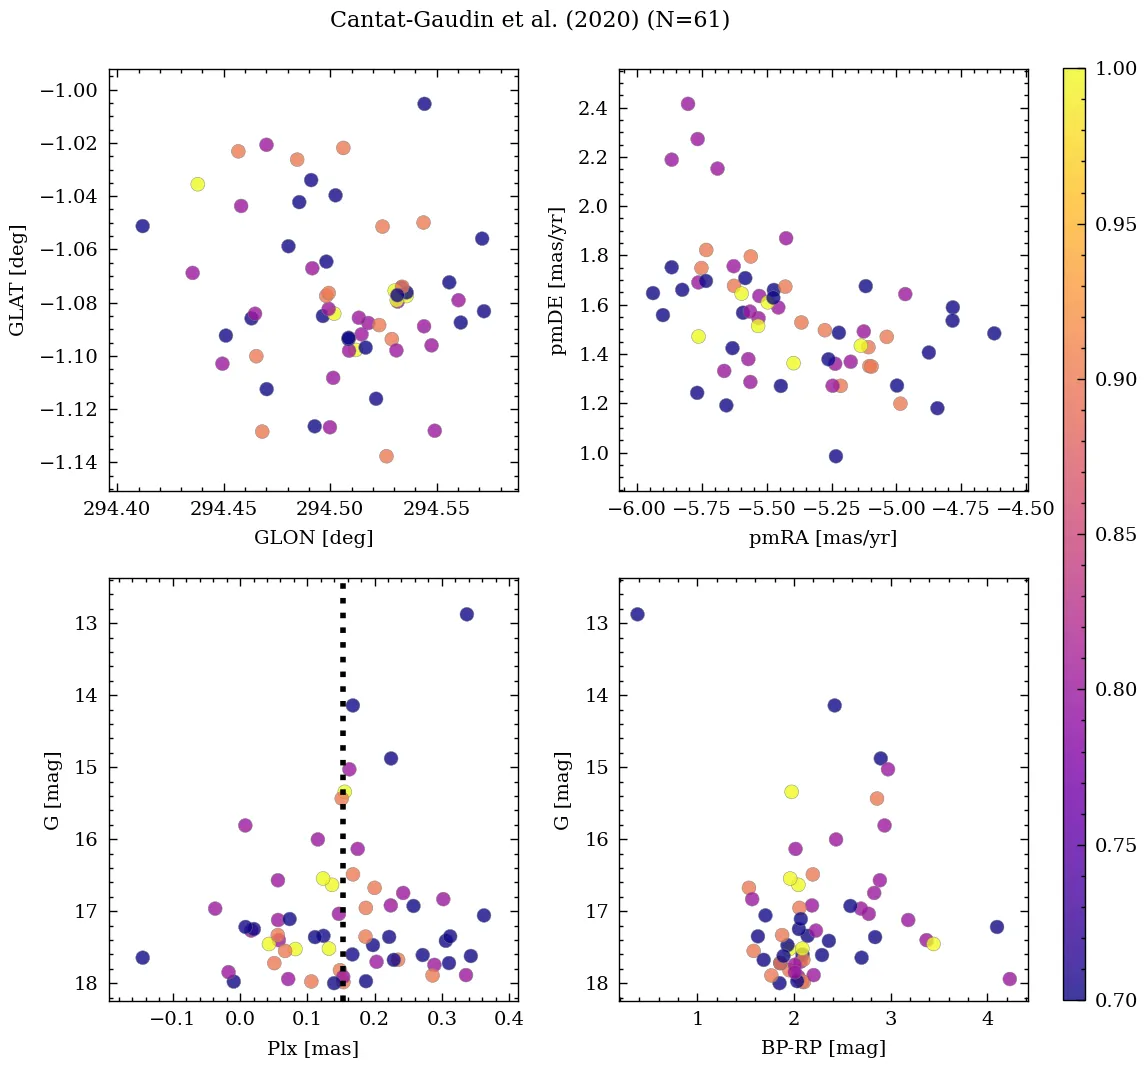 Cantat-Gaudin et al. (2020) (N=61)
−1.00
−1.02
−1.04
−1.06
−1.08
−1.10
−1.12
−1.14
GLAT [deg]
294.40 294.45 294.50 294.55
GLON [deg]
2.4
2.2
2.0
1.8
1.6
1.4
1.2
1.0
pmDE [mas/yr]
−6.00 −5.75 −5.50 −5.25 −5.00 −4.75 −4.50
pmRA [mas/yr]
13
14
15
16
17
18
G [mag]
−0.1 0.0 0.1 0.2 0.3 0.4
Plx [mas]
13
14
15
16
17
18
G [mag]
1 2 3 4
BP-RP [mag]
1.00
0.95
0.90
0.85
0.80
0.75
0.70